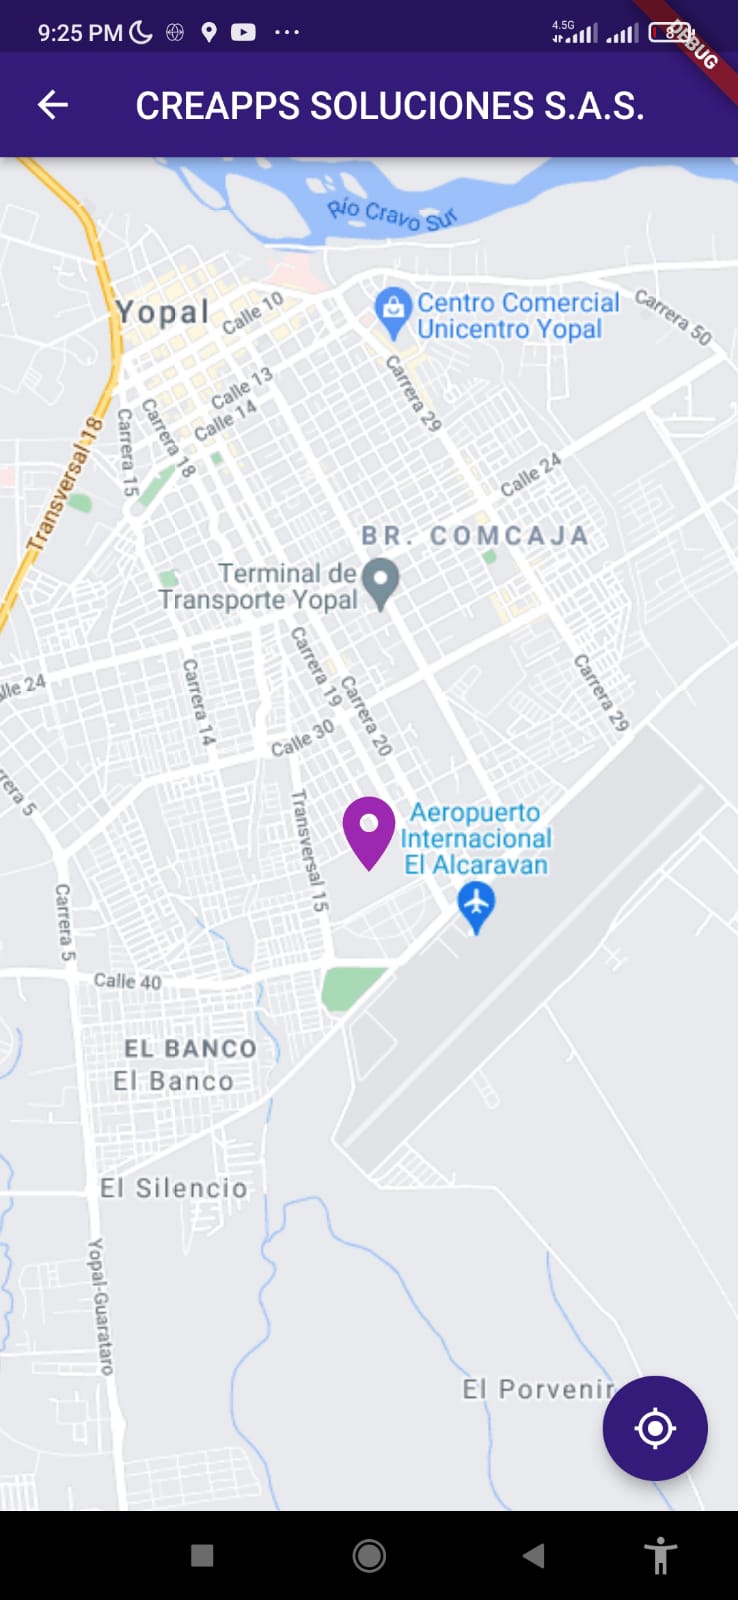 9:25 PM
4.5G
8
DEBUG
CREAPPS SOLUCIONES S.A.S.
Río Cravo Sur
Yopal
Calle 10
Centro Comercial
Unicentro Yopal
Carrera 50
Calle 13
Calle 14
Carrera 29
Carrera 15
Carrera 18
Transversal 18
Calle 24
BR. COMCAJA
Terminal de
Transporte Yopal
Carrera 19
Carrera 20
Carrera 14
Carrera 29
lle 24
Calle 30
rera 5
Transversal 15
Aeropuerto
Internacional
El Alcaravan
Carrera 5
Calle 40
EL BANCO
El Banco
El Silencio
Yopal-Guarataro
El Porvenir